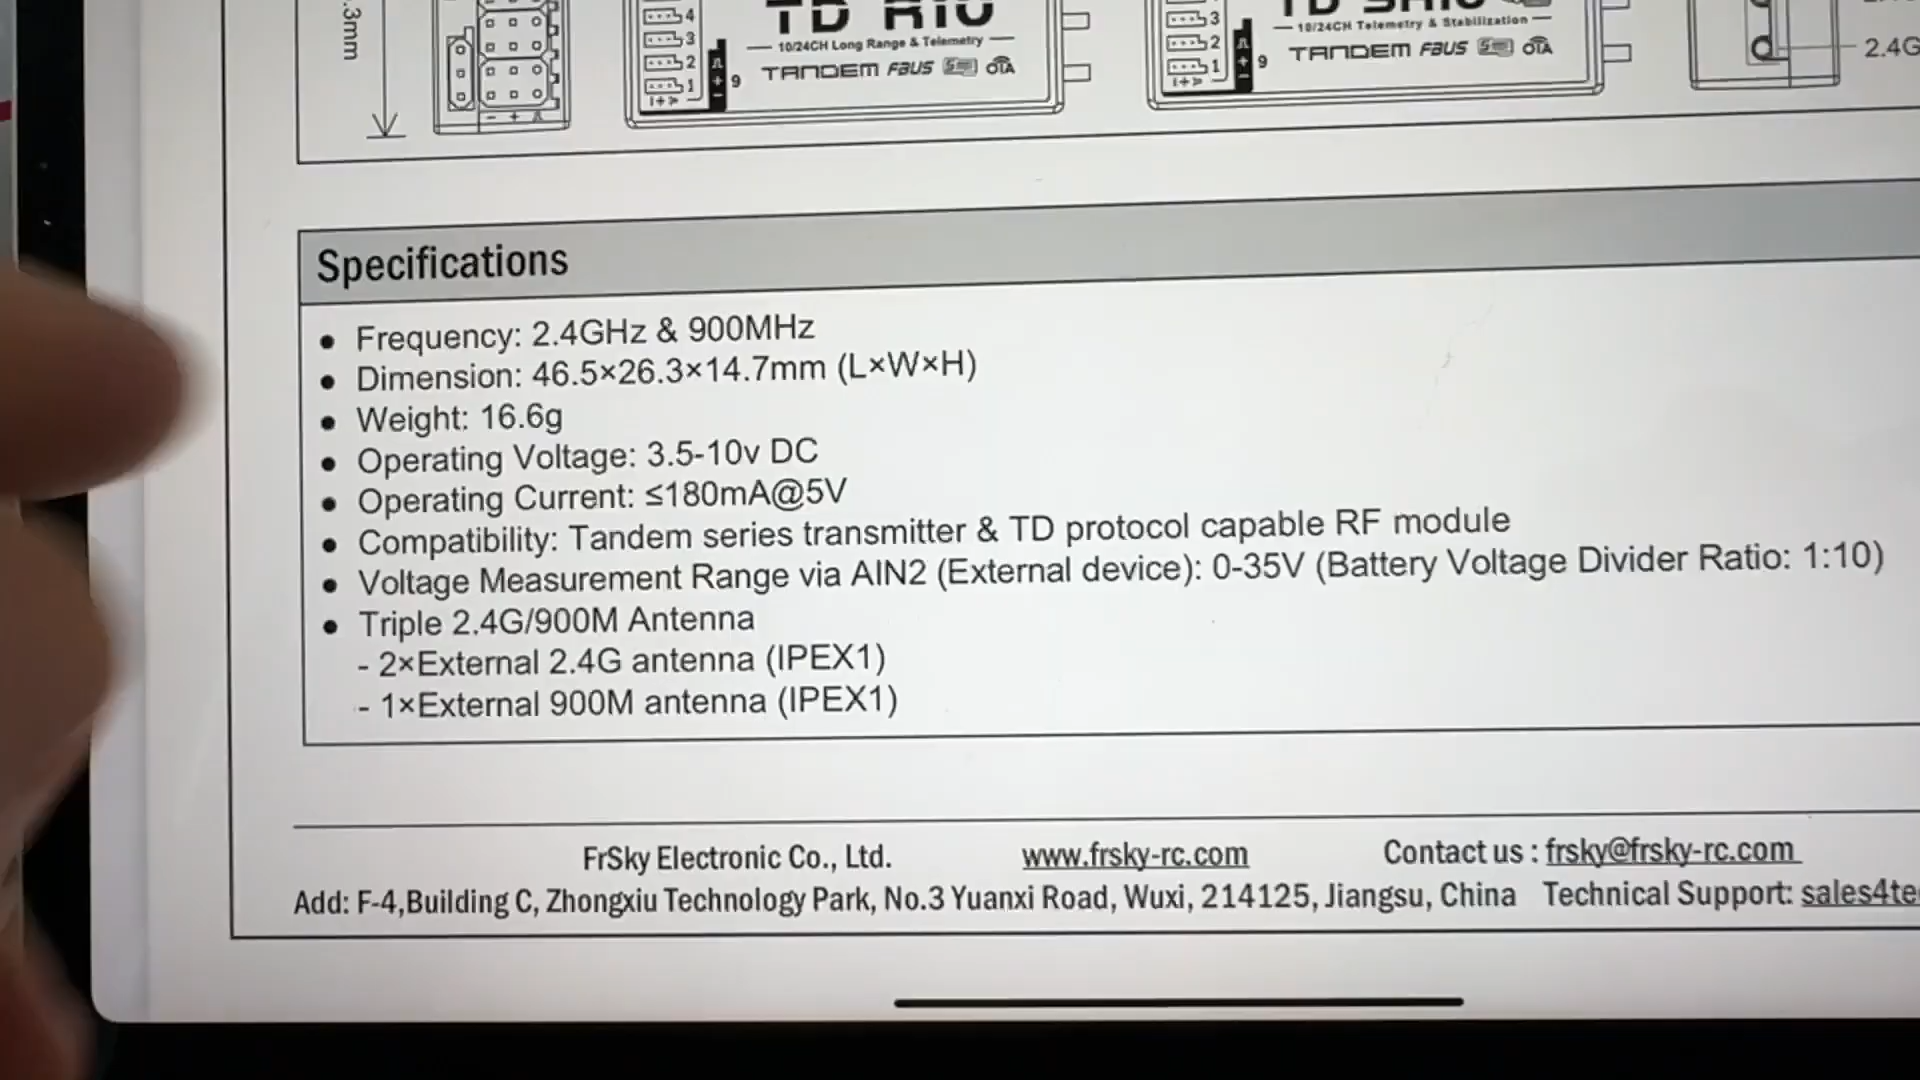 .3mm
4
3
2
1
9
TD R10
10/24CH Long Range & Telemetry
TANDEM FBUS OTA
3
2
1
9
10/24CH Telemetry & Stabilization
TANDEM FBUS OTA
2.4G
Specifications
• Frequency: 2.4GHz & 900MHz
• Dimension: 46.5×26.3×14.7mm (L×W×H)
• Weight: 16.6g
• Operating Voltage: 3.5-10v DC
• Operating Current: ≤180mA@5V
• Compatibility: Tandem series transmitter & TD protocol capable RF module
• Voltage Measurement Range via AIN2 (External device): 0-35V (Battery Voltage Divider Ratio: 1:10)
• Triple 2.4G/900M Antenna
- 2×External 2.4G antenna (IPEX1)
- 1×External 900M antenna (IPEX1)
FrSky Electronic Co., Ltd. www.frsky-rc.com Contact us : frsky@frsky-rc.com
Add: F-4,Building C, Zhongxiu Technology Park, No.3 Yuanxi Road, Wuxi, 214125, Jiangsu, China Technical Support: sales4te